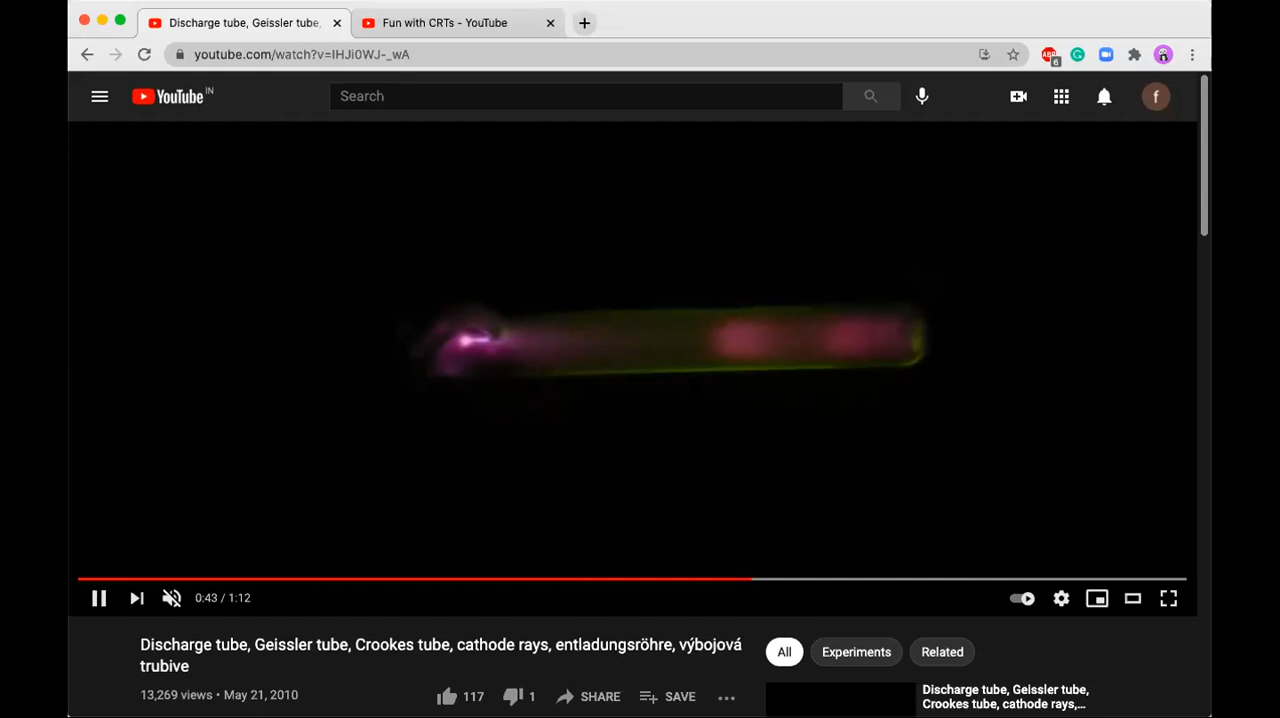 Discharge tube, Geissler tube,
Fun with CRTs - YouTube
youtube.com/watch?v=IHJi0WJ-_wA
ABP
6
YouTube IN
Search
f
0:43 / 1:12
Discharge tube, Geissler tube, Crookes tube, cathode rays, entladungsröhre, výbojová
trubive
All
Experiments
Related
13,269 views • May 21, 2010
117
1
SHARE
SAVE
Discharge tube, Geissler tube,
Crookes tube, cathode rays,...